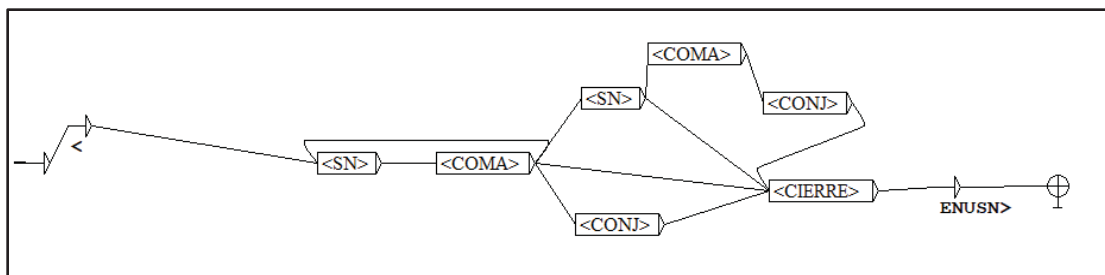 <COMA>
<SN>
<CONJ>
<
<SN>
<COMA>
<CIERRE>
ENUSN>
<CONJ>